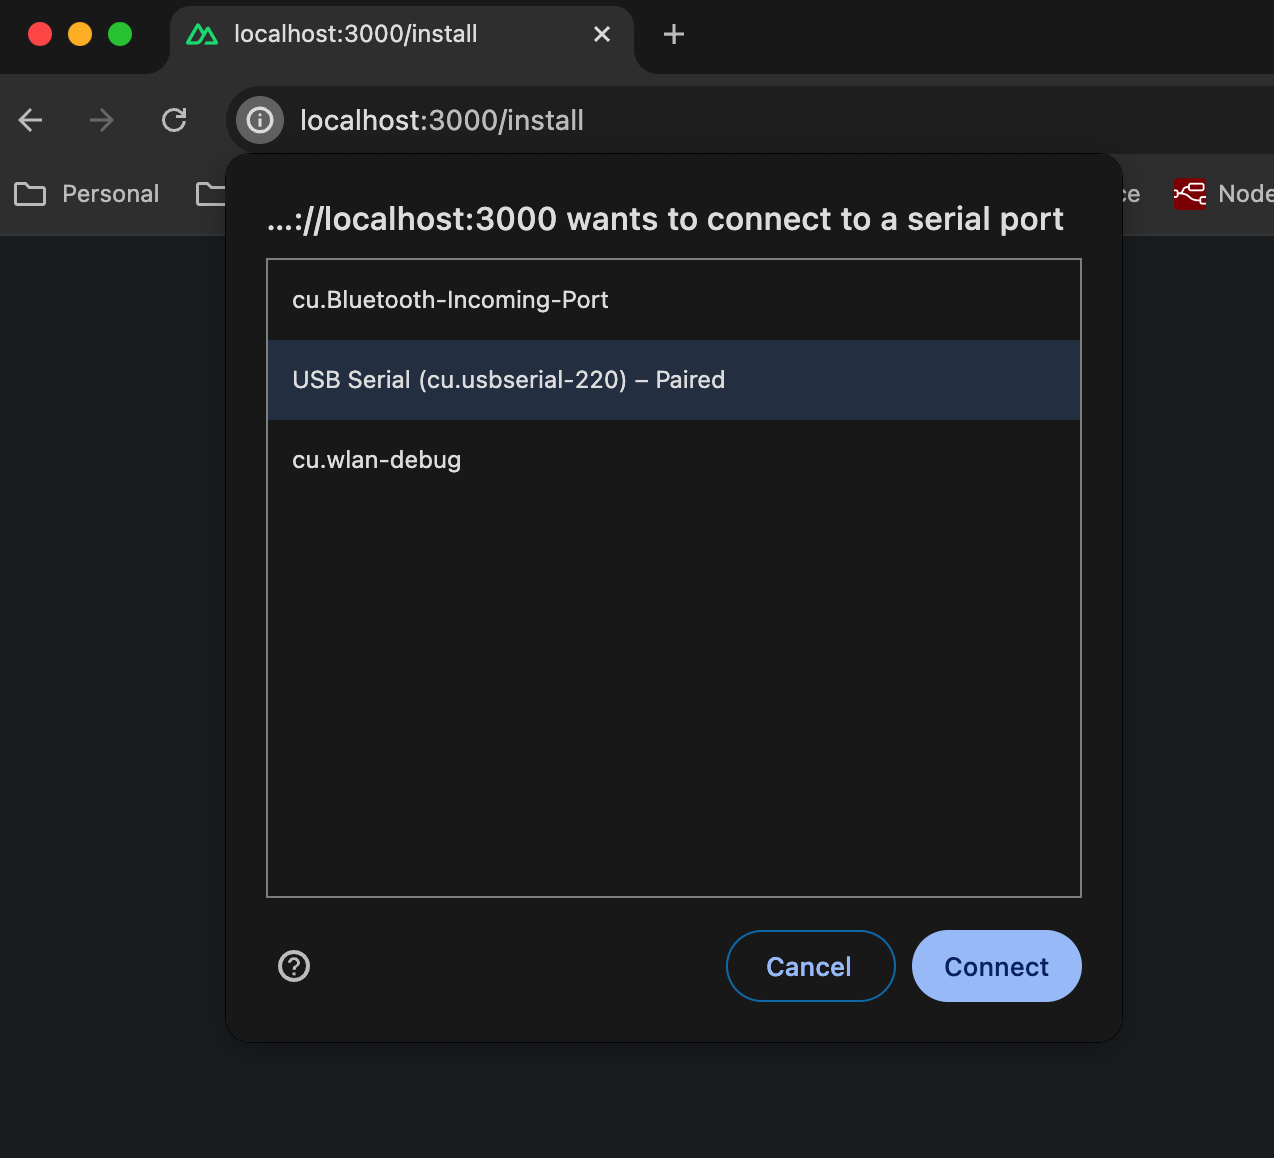 localhost:3000/install
localhost:3000/install
Personal
ce
Node
...://localhost:3000 wants to connect to a serial port
cu.Bluetooth-Incoming-Port
USB Serial (cu.usbserial-220) – Paired
cu.wlan-debug
Cancel
Connect